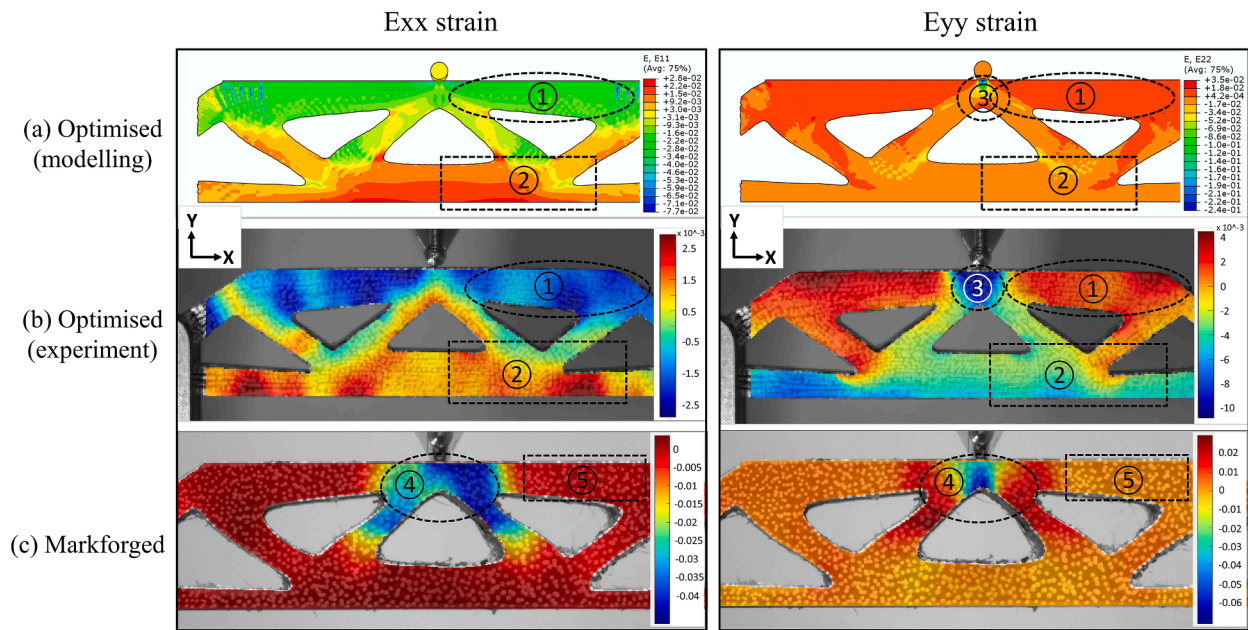 Exx strain
Eyy strain
(a) Optimised
(modelling)
1
2
E, E11
(Avg: 75%)
+2.8e-02
+2.2e-02
+1.5e-02
+9.2e-03
+3.0e-03
-3.1e-03
-9.3e-03
-1.6e-02
-2.2e-02
-2.8e-02
-3.4e-02
-4.0e-02
-4.6e-02
-5.3e-02
-5.9e-02
-6.5e-02
-7.1e-02
-7.7e-02
3
1
2
E, E22
(Avg: 75%)
+3.5e-02
+1.8e-02
+4.2e-04
-1.7e-02
-3.4e-02
-5.2e-02
-6.9e-02
-8.6e-02
-1.0e-01
-1.2e-01
-1.4e-01
-1.6e-01
-1.7e-01
-1.9e-01
-2.1e-01
-2.2e-01
-2.4e-01
(b) Optimised
(experiment)
Y
X
1
2
x 10^-3
2.5
1.5
0.5
-0.5
-1.5
-2.5
Y
X
3
1
2
x 10^-3
4
2
0
-2
-4
-6
-8
-10
(c) Markforged
4
5
0
-0.005
-0.01
-0.015
-0.02
-0.025
-0.03
-0.035
-0.04
4
5
0.02
0.01
0
-0.01
-0.02
-0.03
-0.04
-0.05
-0.06